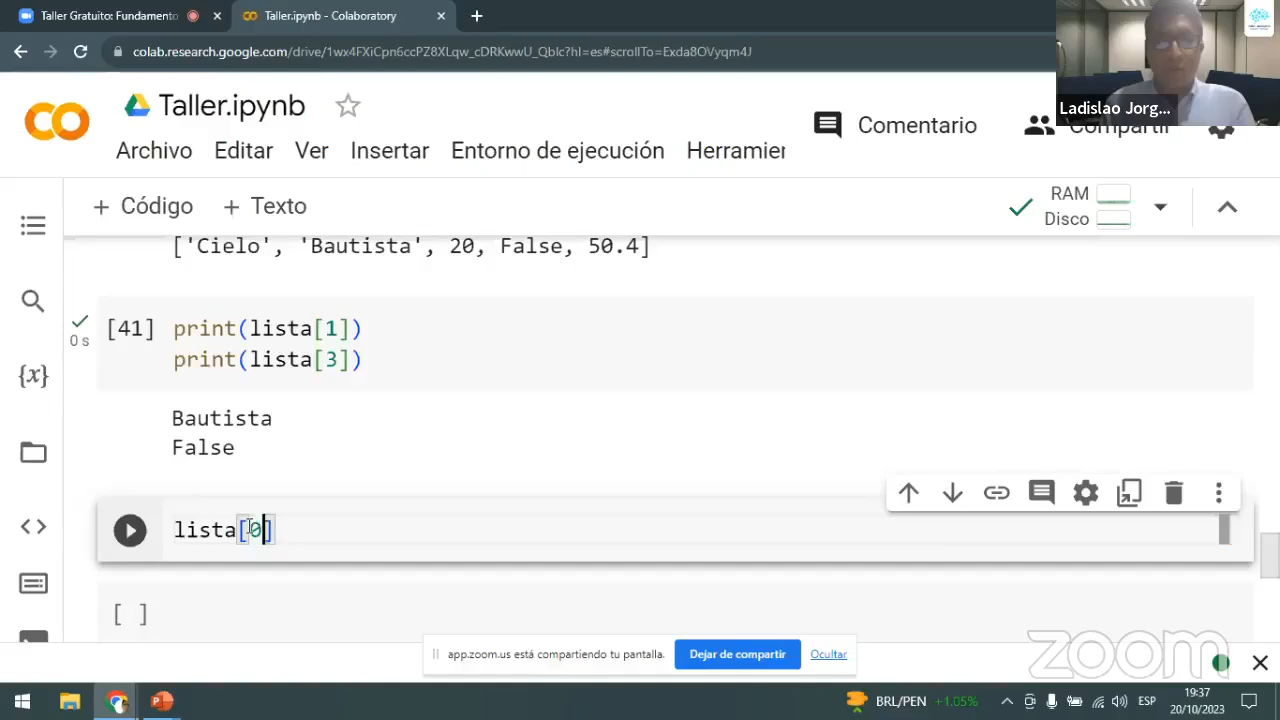 Taller Gratuito: Fundamento
Taller.ipynb - Colaboratory
colab.research.google.com/drive/1wx4FXiCpn6ccPZ8XLqw_cDRKwwU_Qblc?hl=es#scrollTo=Exda8OVyqm4J
Ladislao Jorg...
Taller.ipynb
Comentario
Compartir
Archivo Editar Ver Insertar Entorno de ejecución Herramier
+ Código + Texto
RAM
Disco
['Cielo', 'Bautista', 20, False, 50.4]
[41] print(lista[1])
0 s
print(lista[3])
Bautista
False
lista[0]
[ ]
app.zoom.us está compartiendo tu pantalla.
Dejar de compartir
Ocultar
zoom
BRL/PEN +1.05%
ESP
19:37
20/10/2023